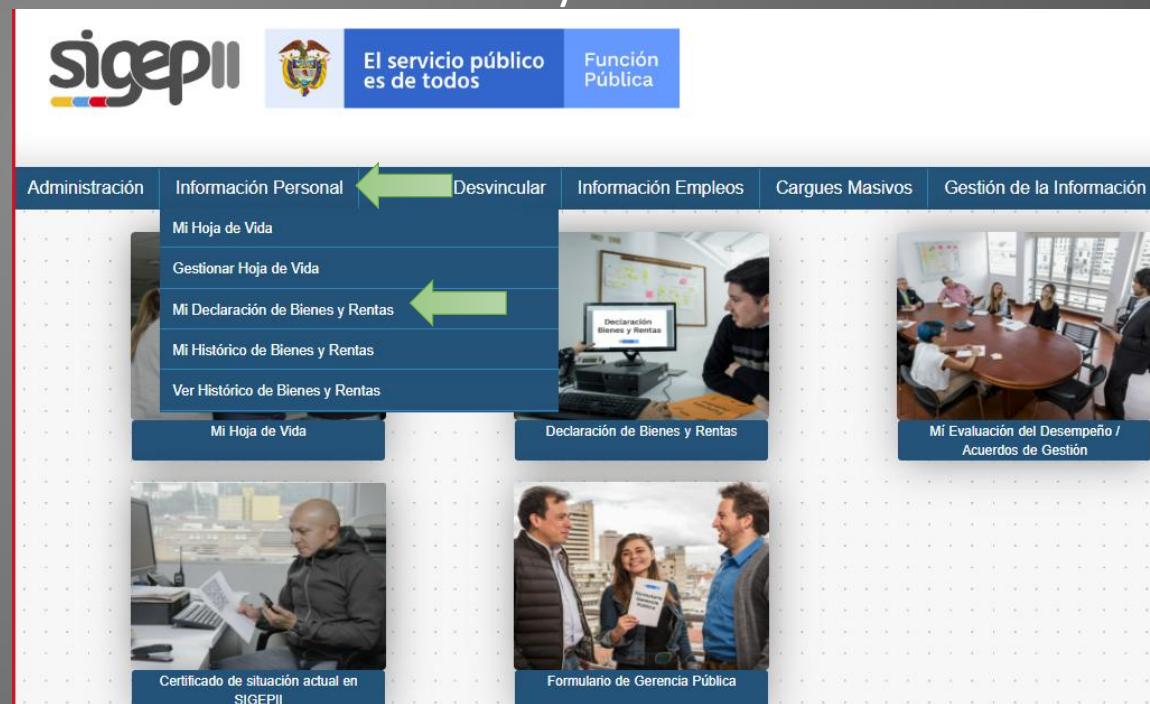 sigepII
El servicio público
es de todos
Función
Pública
Administración
Información Personal
Desvincular
Información Empleos
Cargues Masivos
Gestión de la Información
Mi Hoja de Vida
Gestionar Hoja de Vida
Mi Declaración de Bienes y Rentas
Mi Histórico de Bienes y Rentas
Ver Histórico de Bienes y Rentas
Declaración
Bienes y Rentas
Mi Hoja de Vida
Declaración de Bienes y Rentas
Mí Evaluación del Desempeño /
Acuerdos de Gestión
Formulario
Gerencia
Pública
Certificado de situación actual en
SIGEPII
Formulario de Gerencia Pública